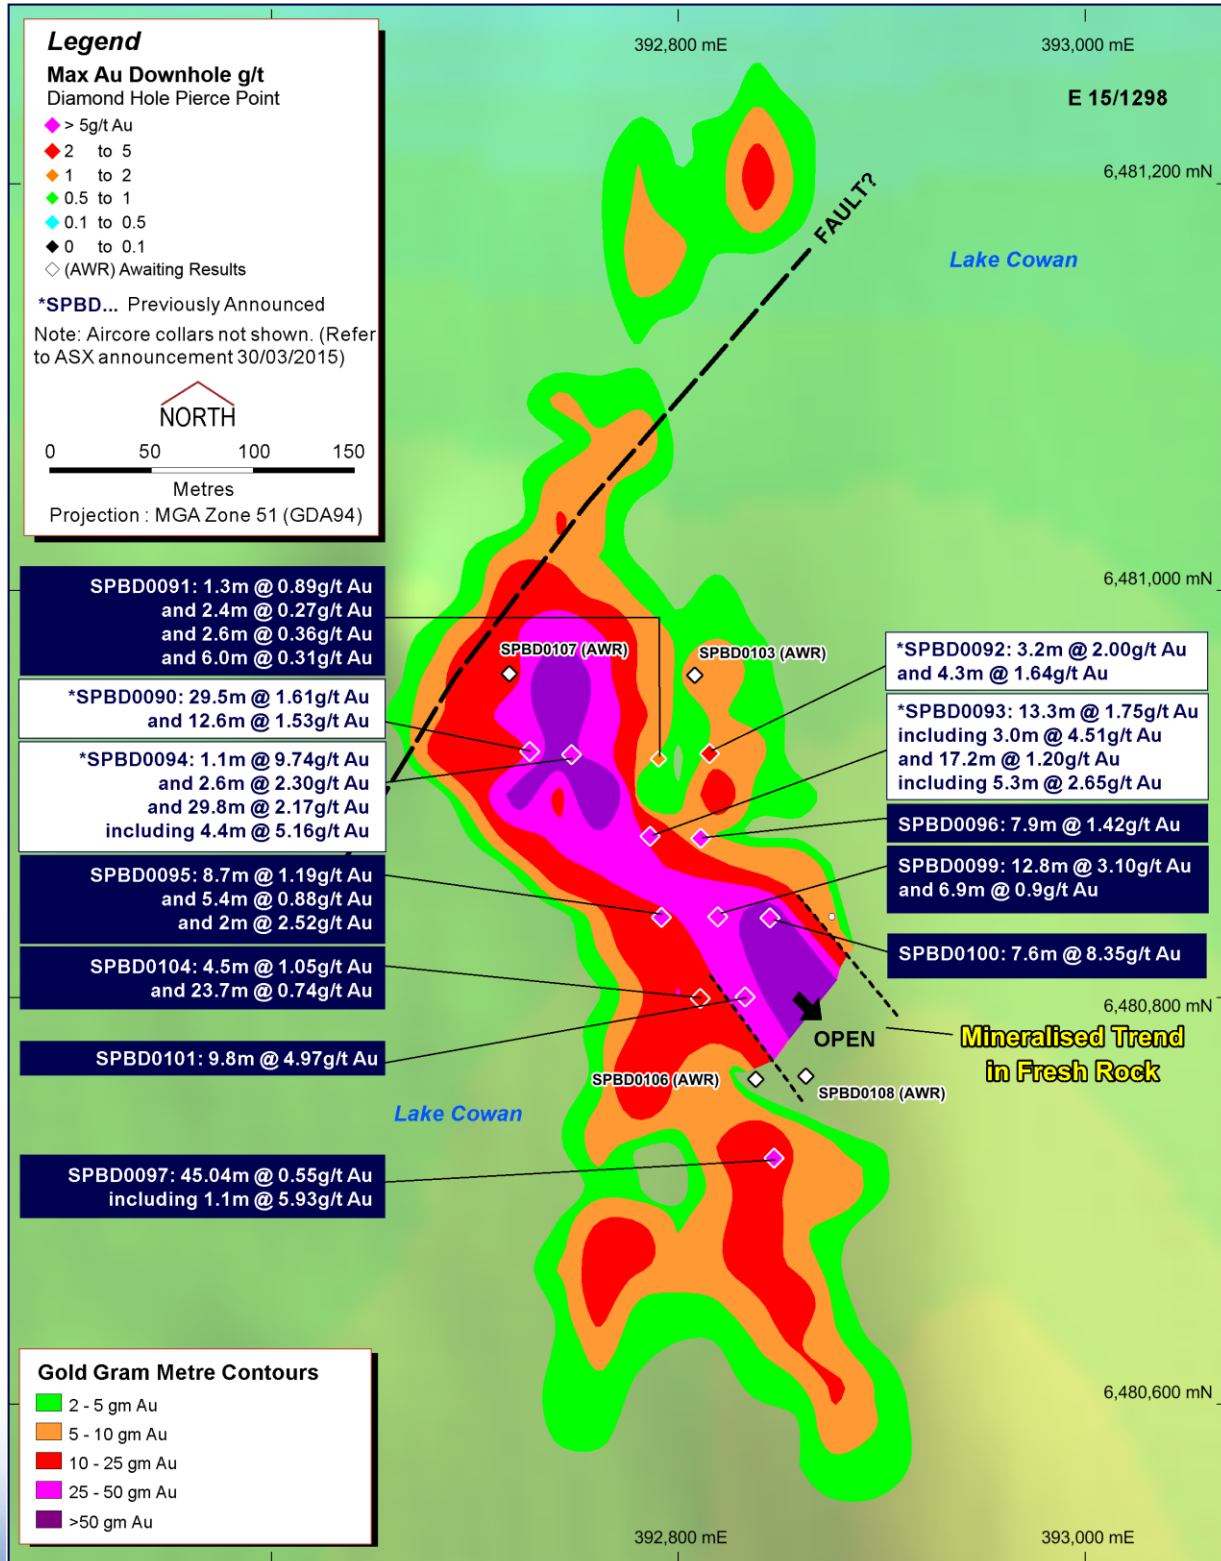 392,800 mE
393,000 mE
Legend
Max Au Downhole g/t
Diamond Hole Pierce Point
> 5g/t Au
2 to 5
1 to 2
0.5 to 1
0.1 to 0.5
0 to 0.1
(AWR) Awaiting Results
*SPBD... Previously Announced
Note: Aircore collars not shown. (Refer
to ASX announcement 30/03/2015)
NORTH
0 50 100 150
Metres
Projection : MGA Zone 51 (GDA94)
E 15/1298
6,481,200 mN
FAULT?
Lake Cowan
6,481,000 mN
SPBD0091: 1.3m @ 0.89g/t Au
and 2.4m @ 0.27g/t Au
and 2.6m @ 0.36g/t Au
and 6.0m @ 0.31g/t Au
*SPBD0090: 29.5m @ 1.61g/t Au
and 12.6m @ 1.53g/t Au
*SPBD0094: 1.1m @ 9.74g/t Au
and 2.6m @ 2.30g/t Au
and 29.8m @ 2.17g/t Au
including 4.4m @ 5.16g/t Au
SPBD0095: 8.7m @ 1.19g/t Au
and 5.4m @ 0.88g/t Au
and 2m @ 2.52g/t Au
SPBD0104: 4.5m @ 1.05g/t Au
and 23.7m @ 0.74g/t Au
SPBD0101: 9.8m @ 4.97g/t Au
SPBD0107 (AWR)
SPBD0103 (AWR)
*SPBD0092: 3.2m @ 2.00g/t Au
and 4.3m @ 1.64g/t Au
*SPBD0093: 13.3m @ 1.75g/t Au
including 3.0m @ 4.51g/t Au
and 17.2m @ 1.20g/t Au
including 5.3m @ 2.65g/t Au
SPBD0096: 7.9m @ 1.42g/t Au
SPBD0099: 12.8m @ 3.10g/t Au
and 6.9m @ 0.9g/t Au
SPBD0100: 7.6m @ 8.35g/t Au
6,480,800 mN
OPEN
Mineralised Trend
in Fresh Rock
SPBD0106 (AWR)
SPBD0108 (AWR)
Lake Cowan
SPBD0097: 45.04m @ 0.55g/t Au
including 1.1m @ 5.93g/t Au
6,480,600 mN
Gold Gram Metre Contours
2 - 5 gm Au
5 - 10 gm Au
10 - 25 gm Au
25 - 50 gm Au
>50 gm Au
392,800 mE
393,000 mE